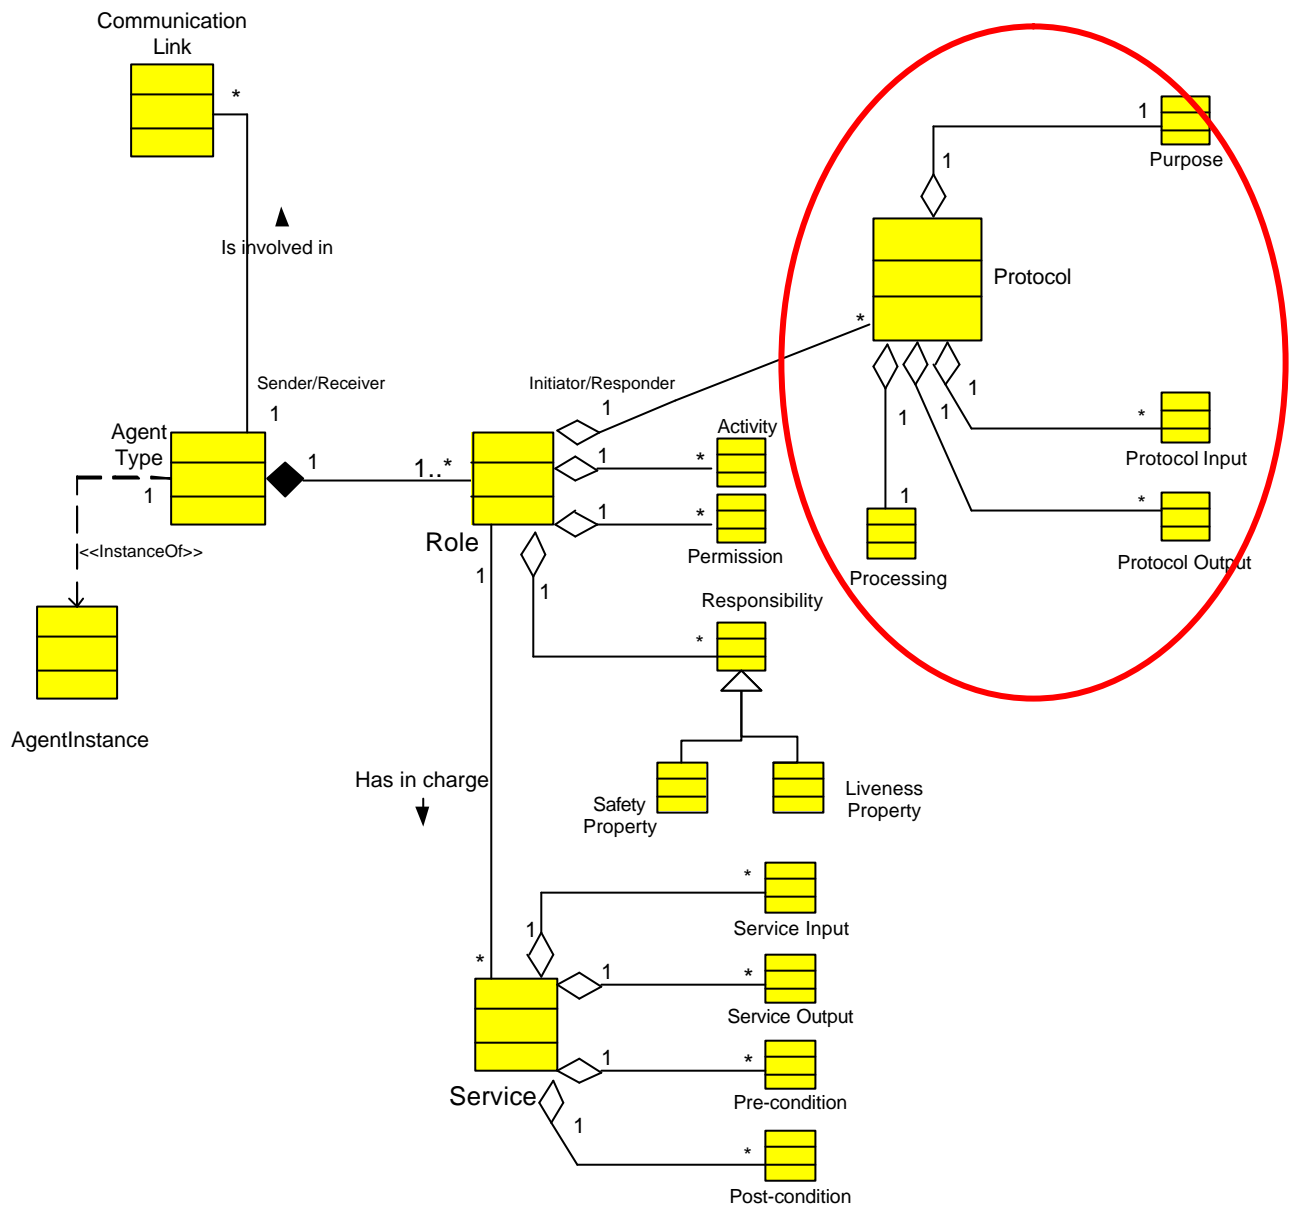 Communication
Link
*
1
Purpose
1
Is involved in
Protocol
*
Sender/Receiver
Initiator/Responder
1
1
1
1
1
Agent
Type
Activity
*
1
1..*
1
*
Protocol Input
1
1
*
*
Role
Permission
1
Processing
Protocol Output
<<InstanceOf>>
1
1
Responsibility
*
AgentInstance
Has in charge
Safety
Property
Liveness
Property
*
1
Service Input
*
1
*
Service Output
1
*
Service
Pre-condition
1
*
Post-condition